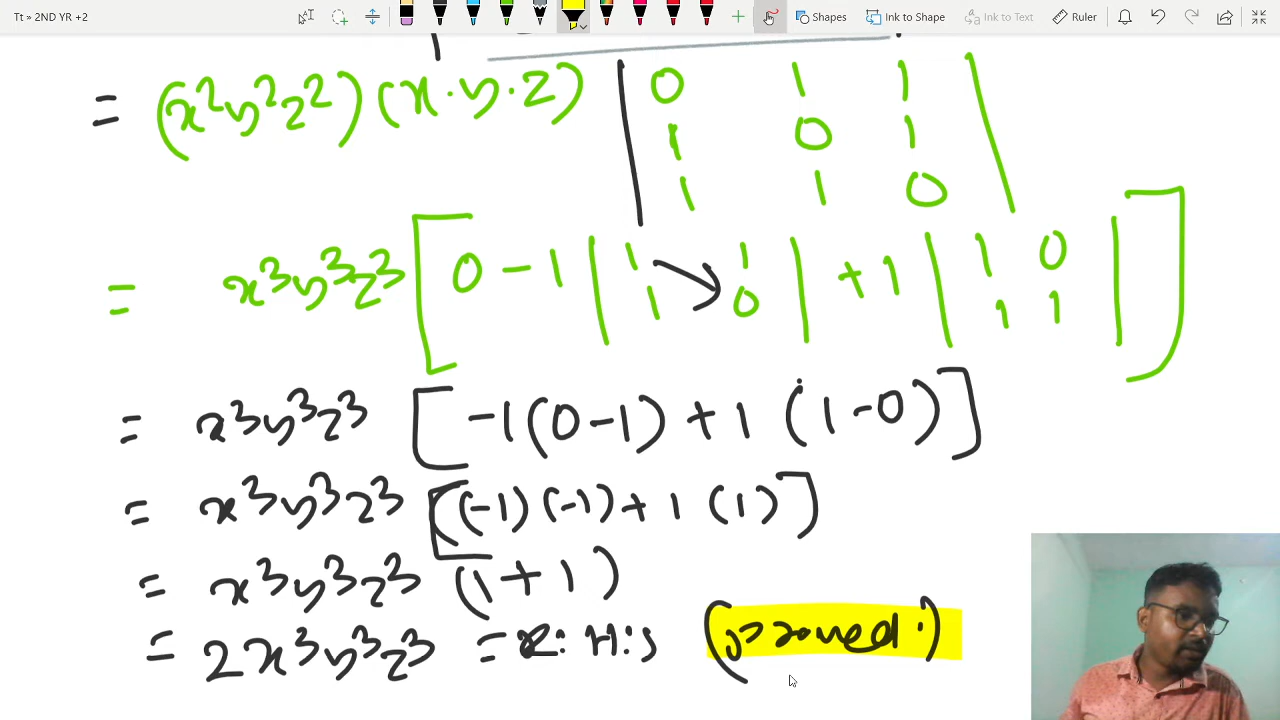 Tt » 2ND YR +2
Shapes Ink to Shape Ink to Text Ruler
= (x²y²z²)(x·y·z) | 0 1 1
1 0 1
1 1 0 |
= x³y³z³ [ 0 - 1 | 1 1 | + 1 | 1 0 | ]
1 0 1 1
= x³y³z³ [ -1(0-1) + 1 (1-0) ]
= x³y³z³ [ (-1)(-1) + 1 (1) ]
= x³y³z³ (1+1)
= 2x³y³z³ = R.H.S (proved.)